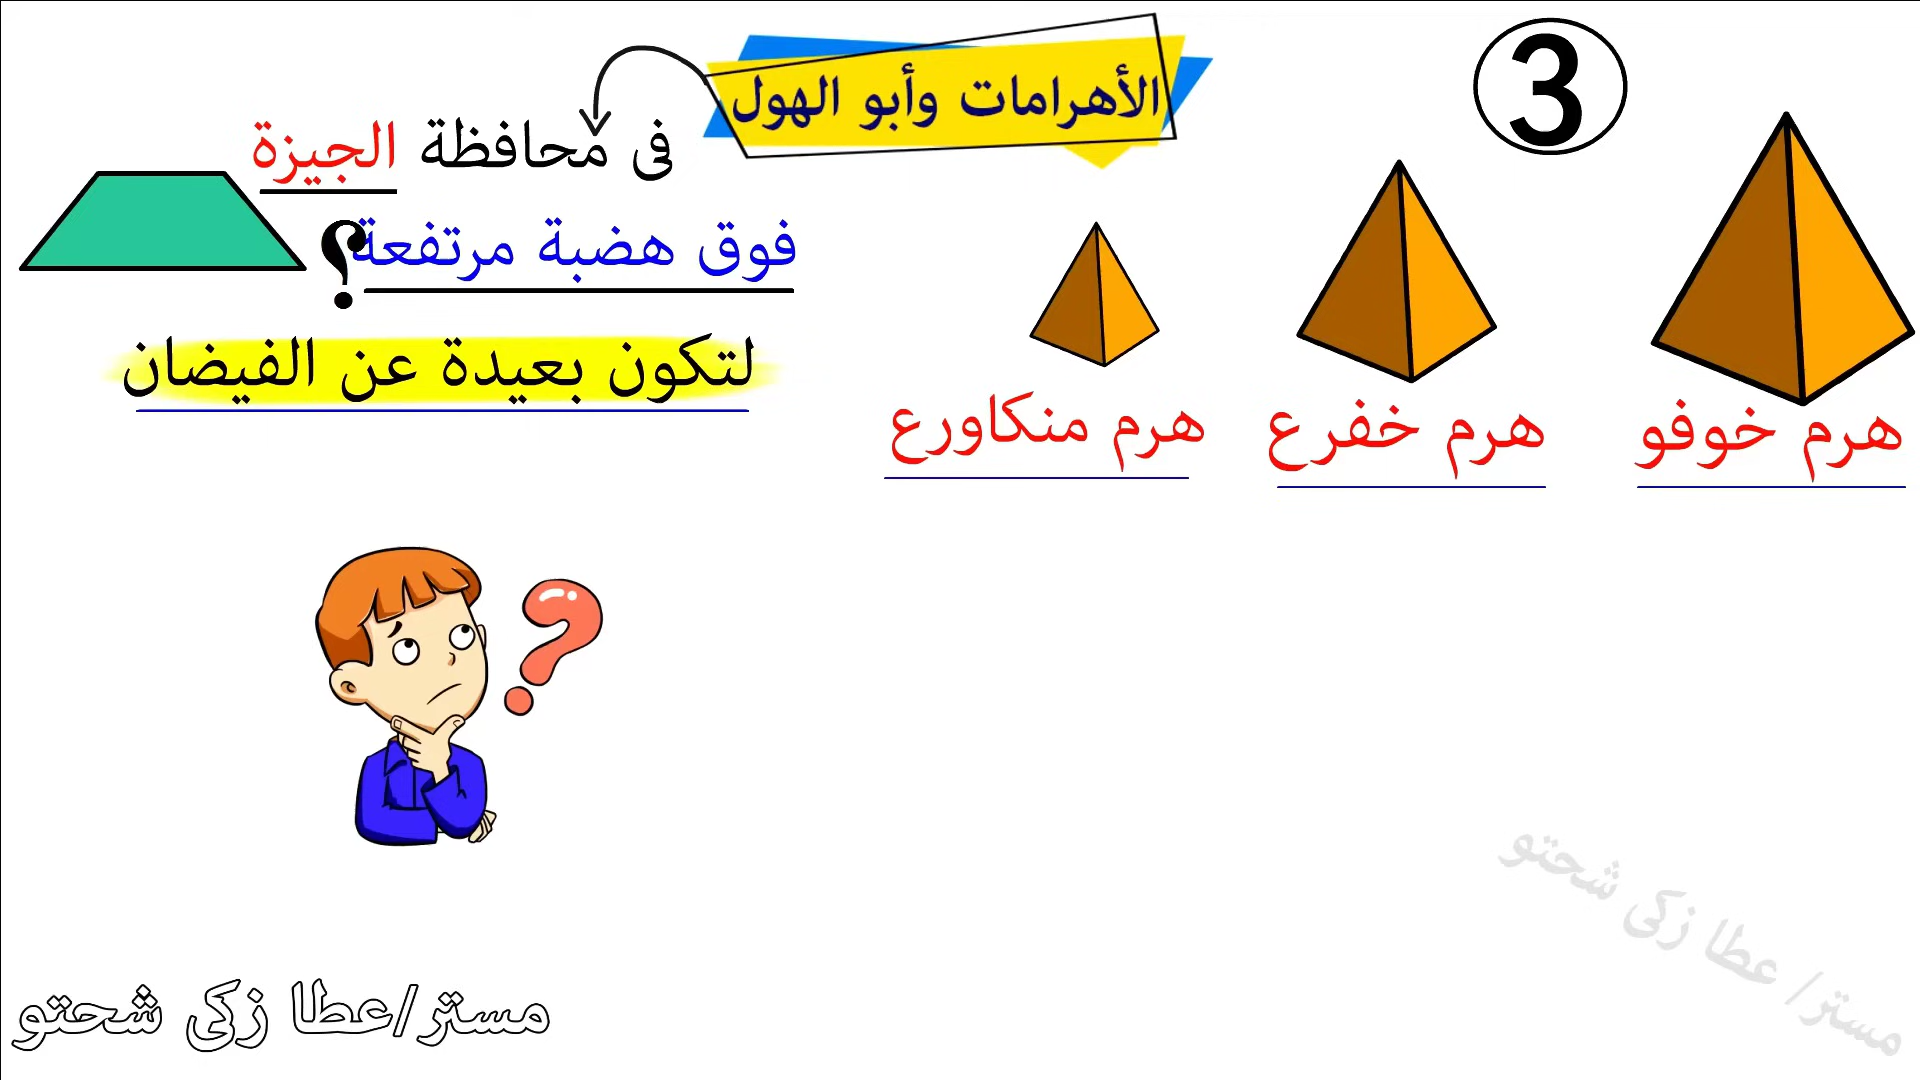 3
الأهرامات وأبو الهول
فى محافظة الجيزة
فوق هضبة مرتفعة؟
لتكون بعيدة عن الفيضان
هرم خوفو
هرم خفرع
هرم منكاورع
مستر/عطا زكى شحتو
مستر/ عطا زكى شحتو